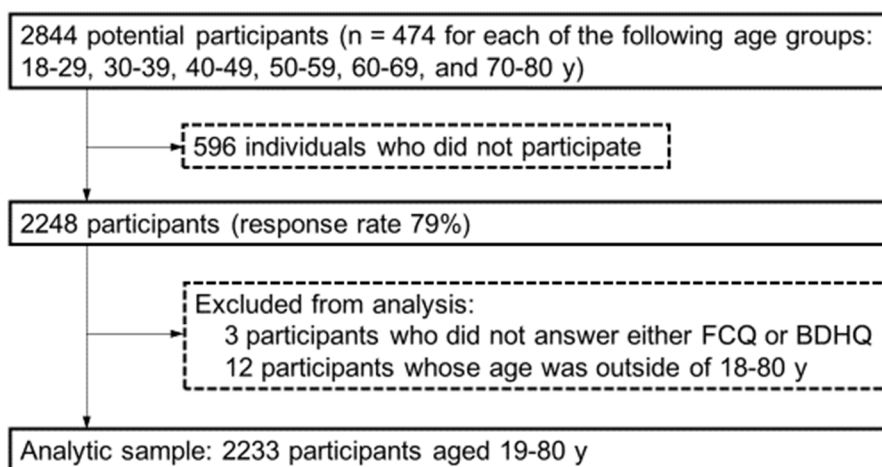 2844 potential participants (n = 474 for each of the following age groups:
18-29, 30-39, 40-49, 50-59, 60-69, and 70-80 y)
596 individuals who did not participate
2248 participants (response rate 79%)
Excluded from analysis:
3 participants who did not answer either FCQ or BDHQ
12 participants whose age was outside of 18-80 y
Analytic sample: 2233 participants aged 19-80 y